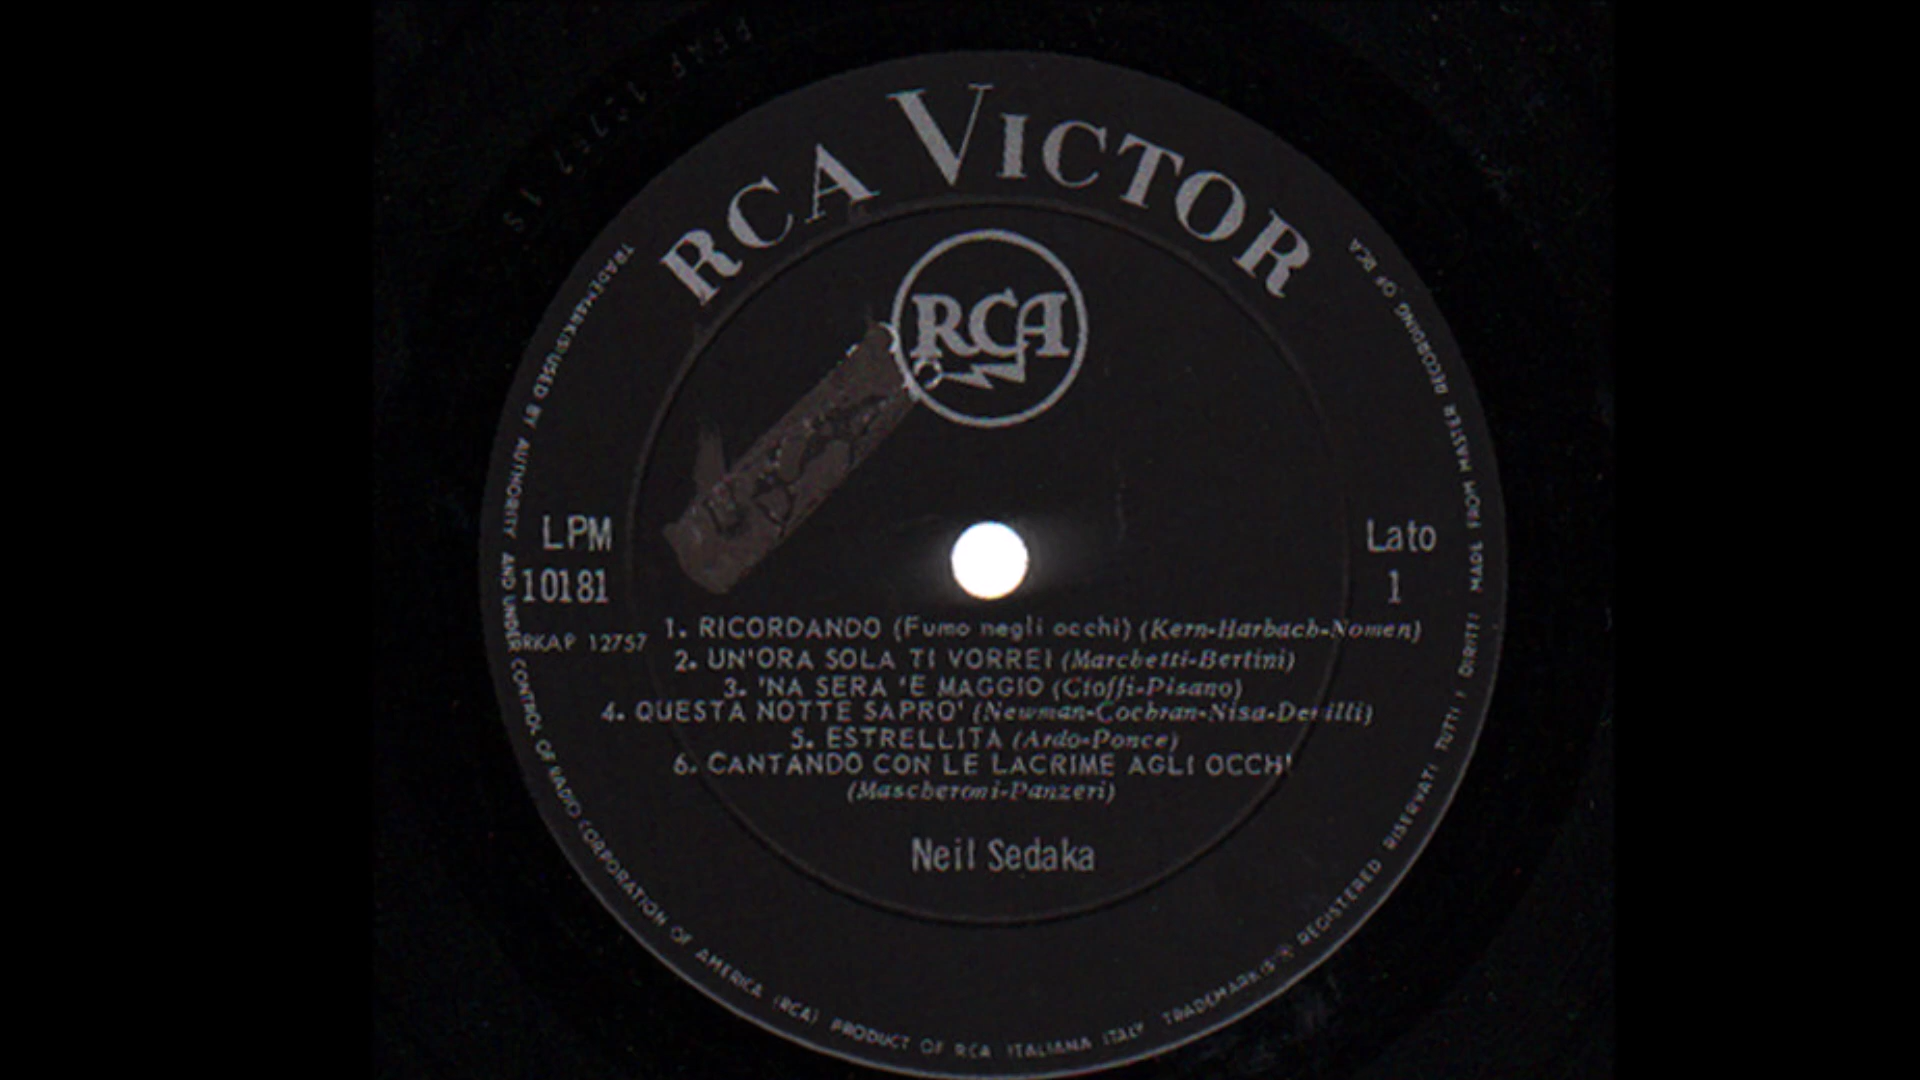 RCA VICTOR
RCA
LPM
10181
Lato
1
RKAP 12757
1. RICORDANDO (Fumo negli occhi) (Kern-Harbach-Nomen)
2. UN'ORA SOLA TI VORREI (Marchetti-Bertini)
3. 'NA SERA 'E MAGGIO (Cioffi-Pisano)
4. QUESTA NOTTE SAPRO' (Newman-Cochran-Nisa-Devilli)
5. ESTRELLITA (Ardo-Ponce)
6. CANTANDO CON LE LACRIME AGLI OCCHI
(Mascheroni-Panzeri)
Neil Sedaka
TRADEMARK(S) USED BY AUTHORITY AND UNDER CONTROL OF RADIO CORPORATION OF AMERICA (RCA) PRODUCT OF RCA ITALIANA ITALY TRADEMARK(S) ® REGISTERED RISERVATI TUTTI I DIRITTI MADE FROM MASTER RECORDING OF RCA